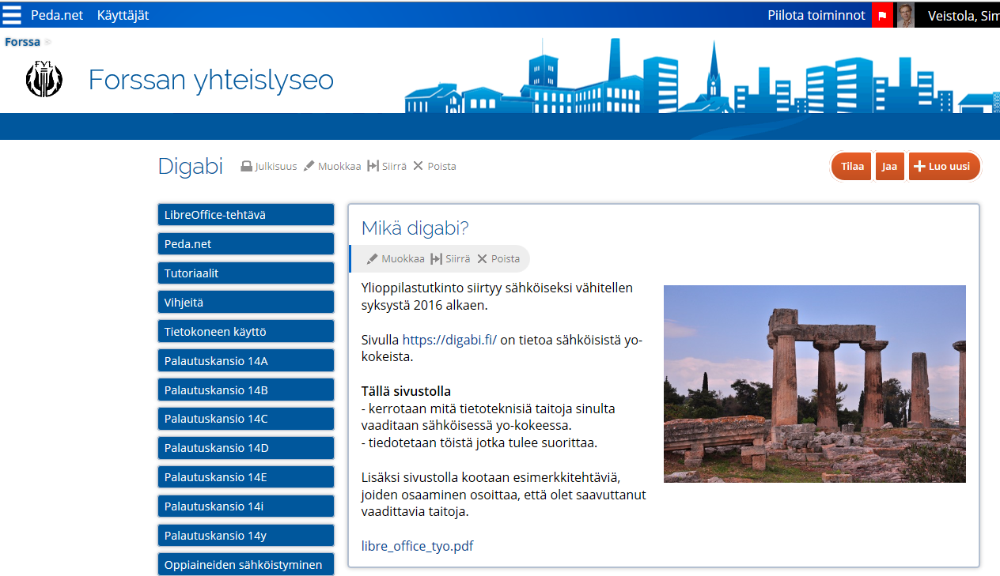 Peda.net Käyttäjät Piilota toiminnot Veistola, Sim
Forssa
FYL
Forssan yhteislyseo
Digabi Julkisuus Muokkaa Siirrä Poista
Tilaa Jaa Luo uusi
LibreOffice-tehtävä
Peda.net
Tutoriaalit
Vihjeitä
Tietokoneen käyttö
Palautuskansio 14A
Palautuskansio 14B
Palautuskansio 14C
Palautuskansio 14D
Palautuskansio 14E
Palautuskansio 14i
Palautuskansio 14y
Oppiaineiden sähköistyminen
Mikä digabi?
Muokkaa Siirrä Poista
Ylioppilastutkinto siirtyy sähköiseksi vähitellen
syksystä 2016 alkaen.
Sivulla https://digabi.fi/ on tietoa sähköisistä yo-
kokeista.
Tällä sivustolla
- kerrotaan mitä tietoteknisiä taitoja sinulta
vaaditaan sähköisessä yo-kokeessa.
- tiedotetaan töistä jotka tulee suorittaa.
Lisäksi sivustolla kootaan esimerkkitehtäviä,
joiden osaaminen osoittaa, että olet saavuttanut
vaadittavia taitoja.
libre_office_tyo.pdf